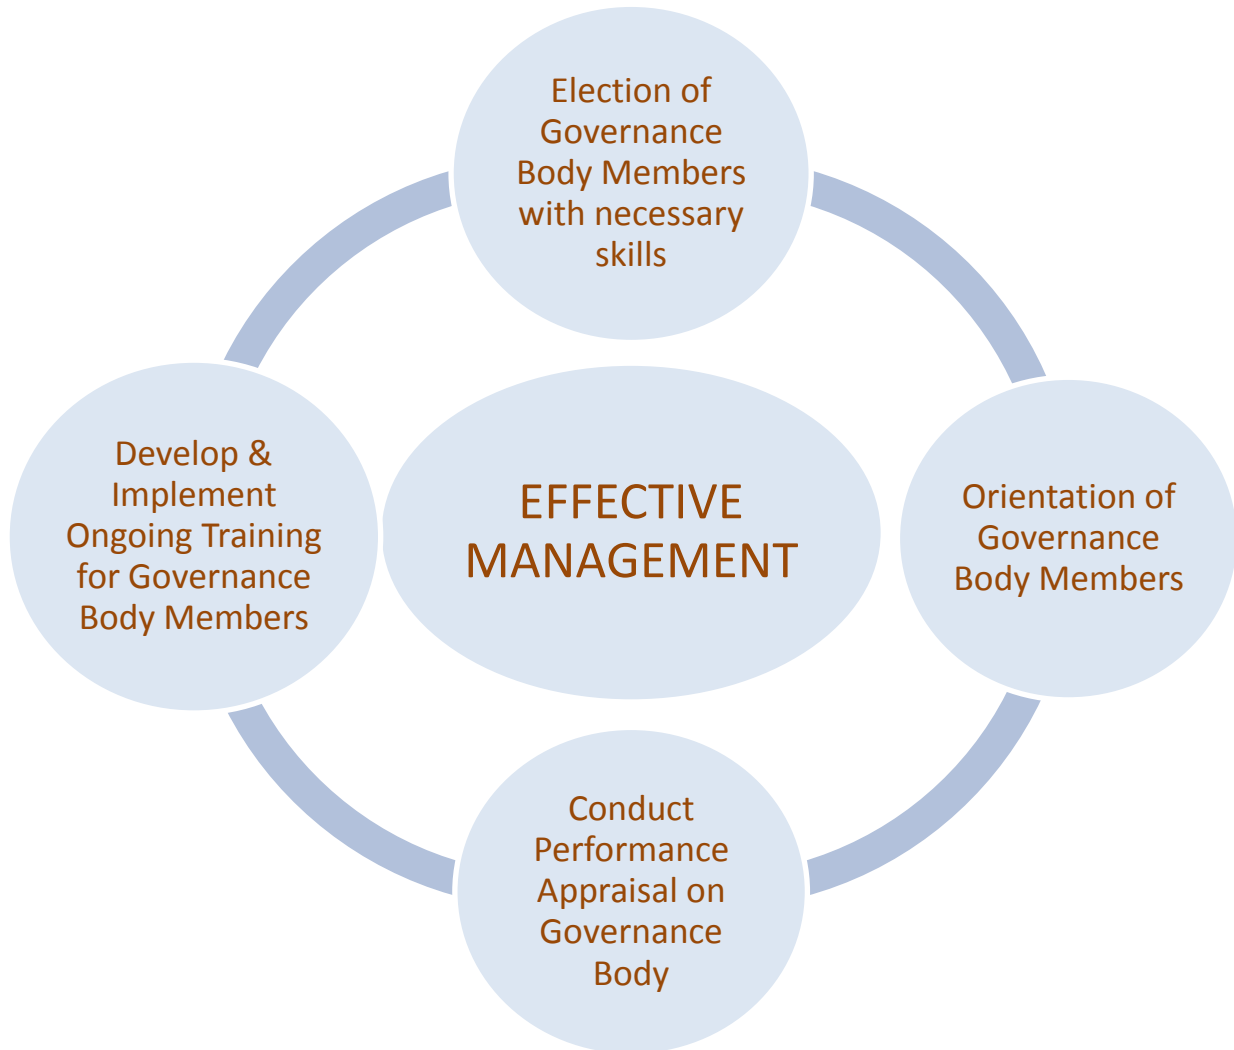 Election of
Governance
Body Members
with necessary
skills
Develop &
Implement
Ongoing Training
for Governance
Body Members
EFFECTIVE
MANAGEMENT
Orientation of
Governance
Body Members
Conduct
Performance
Appraisal on
Governance
Body